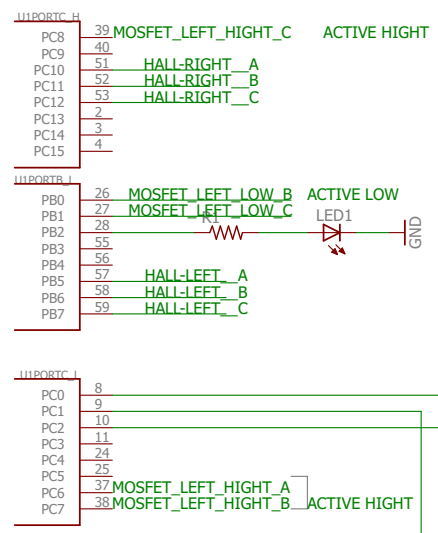 U1PORTC_H
PC8 39 MOSFET_LEFT_HIGHT_C ACTIVE HIGHT
PC9 40
PC10 51 HALL-RIGHT__A
PC11 52 HALL-RIGHT__B
PC12 53 HALL-RIGHT__C
PC13 2
PC14 3
PC15 4
U1PORTB_L
PB0 26 MOSFET_LEFT_LOW_B ACTIVE LOW
PB1 27 MOSFET_LEFT_LOW_C
PB2 28 R1 LED1 GND
PB3 55
PB4 56
PB5 57 HALL-LEFT__A
PB6 58 HALL-LEFT__B
PB7 59 HALL-LEFT__C
U1PORTC_L
PC0 8
PC1 9
PC2 10
PC3 11
PC4 24
PC5 25
PC6 37 MOSFET_LEFT_HIGHT_A
PC7 38 MOSFET_LEFT_HIGHT_B ACTIVE HIGHT